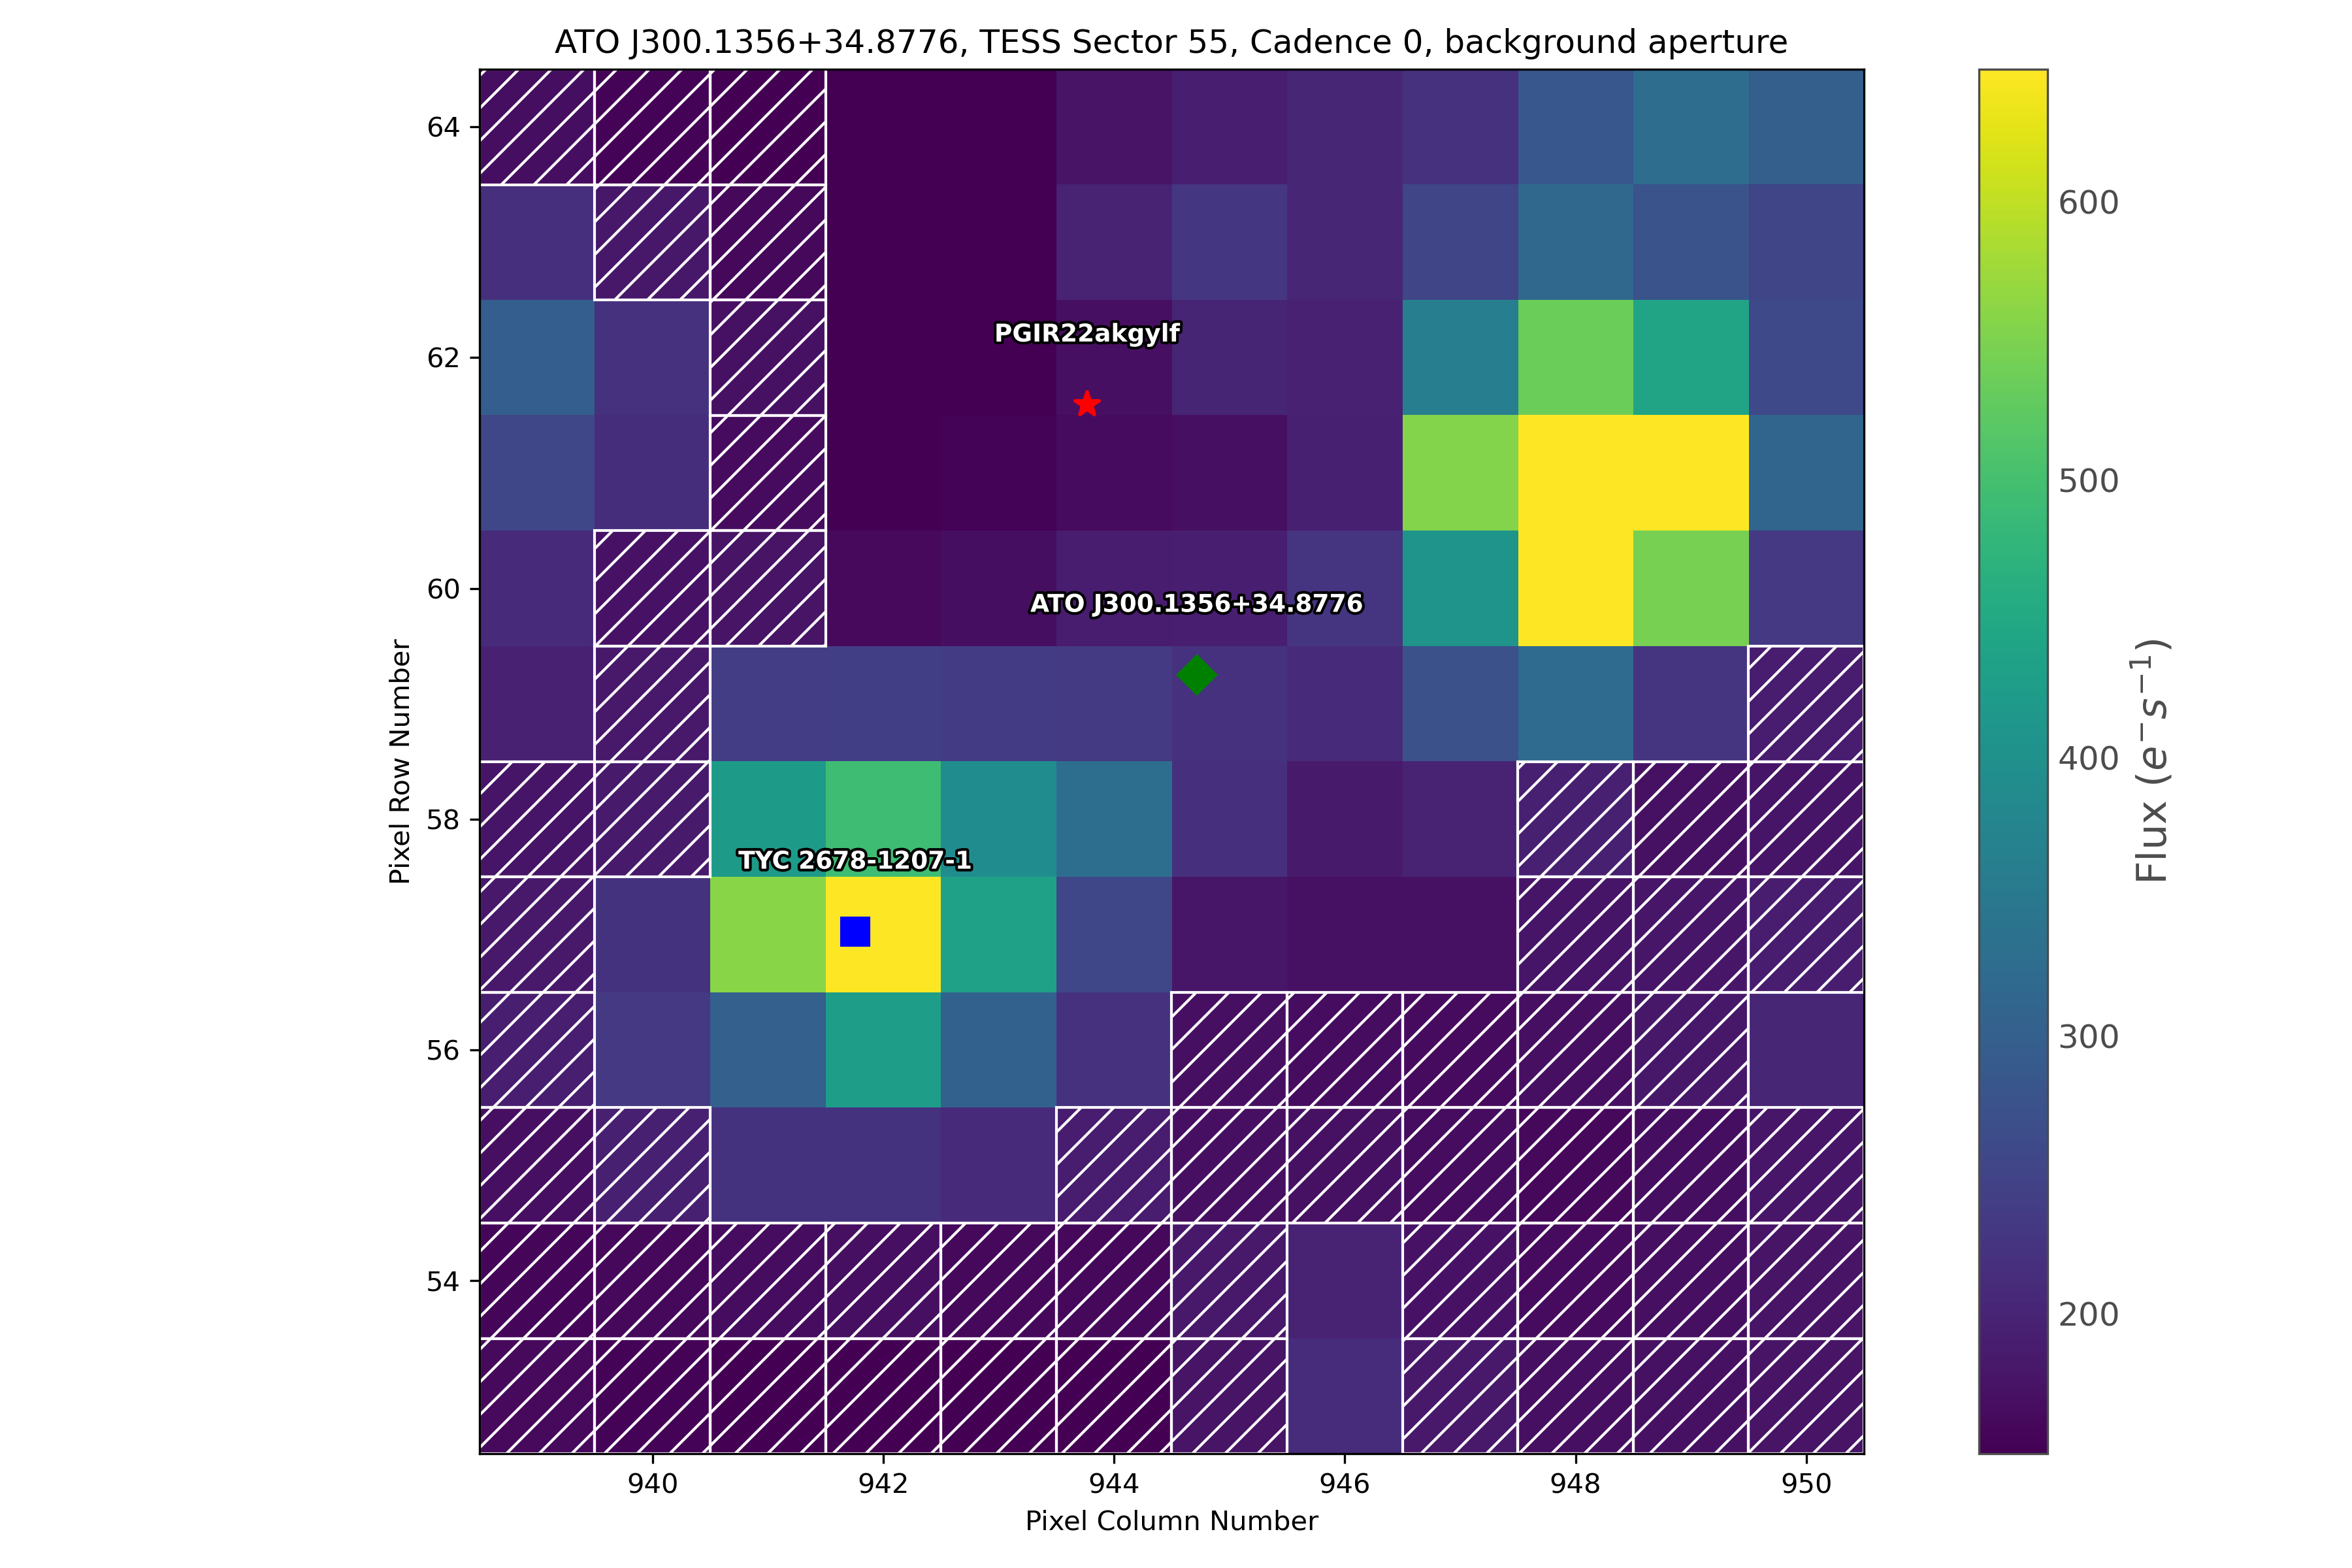 ATO J300.1356+34.8776, TESS Sector 55, Cadence 0, background aperture
64
62
60
58
56
54
Pixel Row Number
PGIR22akgylf
ATO J300.1356+34.8776
TYC 2678-1207-1
940 942 944 946 948 950
Pixel Column Number
600
500
400
300
200
Flux (e⁻s⁻¹)